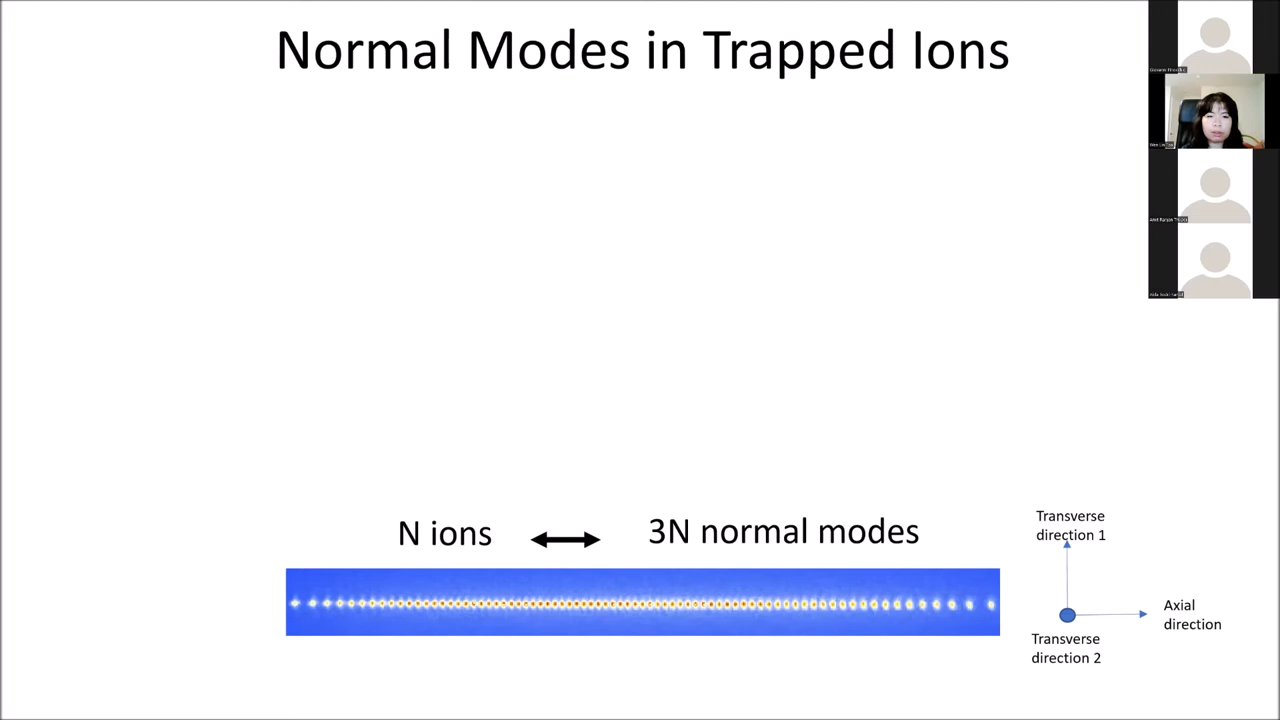 Normal Modes in Trapped Ions
N ions
3N normal modes
Transverse
direction 1
Axial
direction
Transverse
direction 2